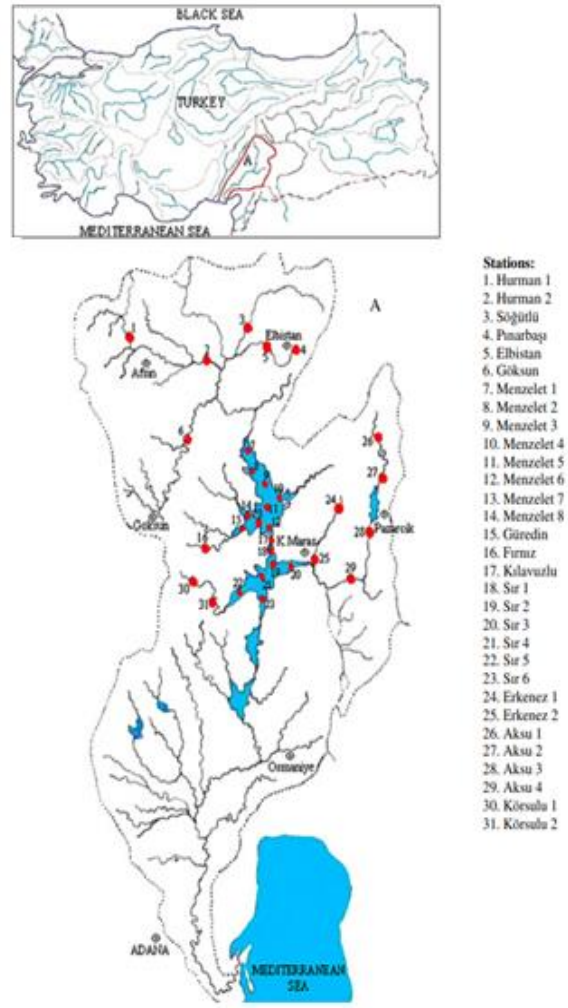 BLACK SEA
TURKEY
A
MEDITERRANEAN SEA
A
Stations:
1. Hurman 1
2. Hurman 2
3. Söğütlü
4. Pınarbaşı
5. Elbistan
6. Göksun
7. Menzelet 1
8. Menzelet 2
9. Menzelet 3
10. Menzelet 4
11. Menzelet 5
12. Menzelet 6
13. Menzelet 7
14. Menzelet 8
15. Güredin
16. Fırnız
17. Kılavuzlu
18. Sır 1
19. Sır 2
20. Sır 3
21. Sır 4
22. Sır 5
23. Sır 6
24. Erkenez 1
25. Erkenez 2
26. Aksu 1
27. Aksu 2
28. Aksu 3
29. Aksu 4
30. Körsulu 1
31. Körsulu 2
3
1
Elbistan
2
5
4
Afşin
6
26
27
24
Göksun
16
K.Maraş
Pazarcık
28
25
20
29
30
22
31
23
Osmaniye
ADANA
MEDITERRANEAN
SEA